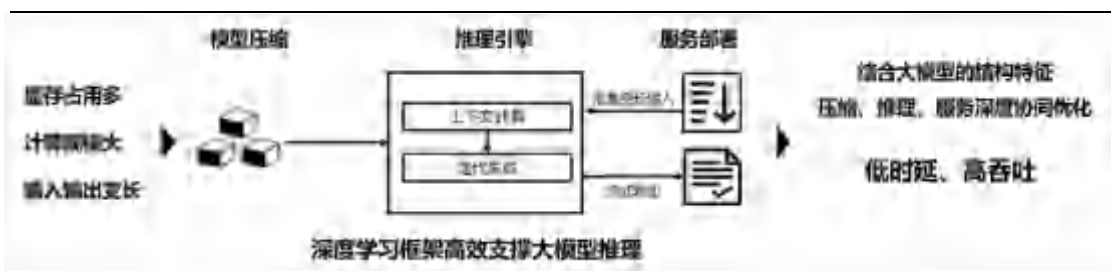 模型压缩
推理引擎
服务部署
显存占用多
计算规模大
输入输出变长
上下文计算
迭代生成
结合大模型的结构特征
压缩、推理、服务深度协同优化
低时延、高吞吐
深度学习框架高效支撑大模型推理